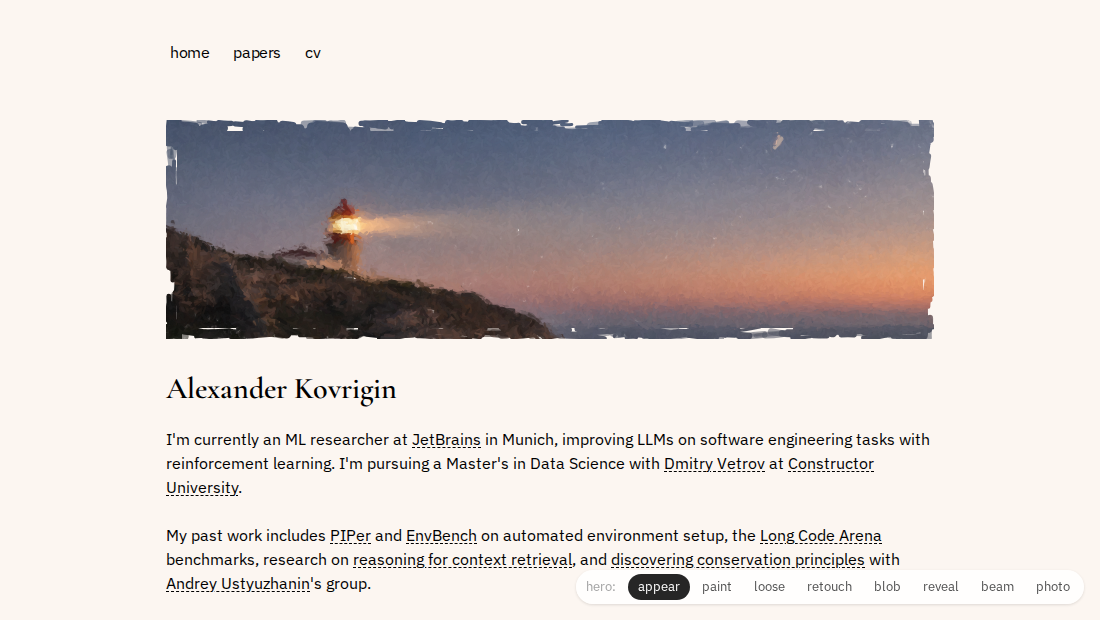 home papers cv
Alexander Kovrigin
I'm currently an ML researcher at JetBrains in Munich, improving LLMs on software engineering tasks with
reinforcement learning. I'm pursuing a Master's in Data Science with Dmitry Vetrov at Constructor
University.
My past work includes PIPer and EnvBench on automated environment setup, the Long Code Arena
benchmarks, research on reasoning for context retrieval, and discovering conservation principles with
Andrey Ustyuzhanin's group.
hero: appear paint loose retouch blob reveal beam photo